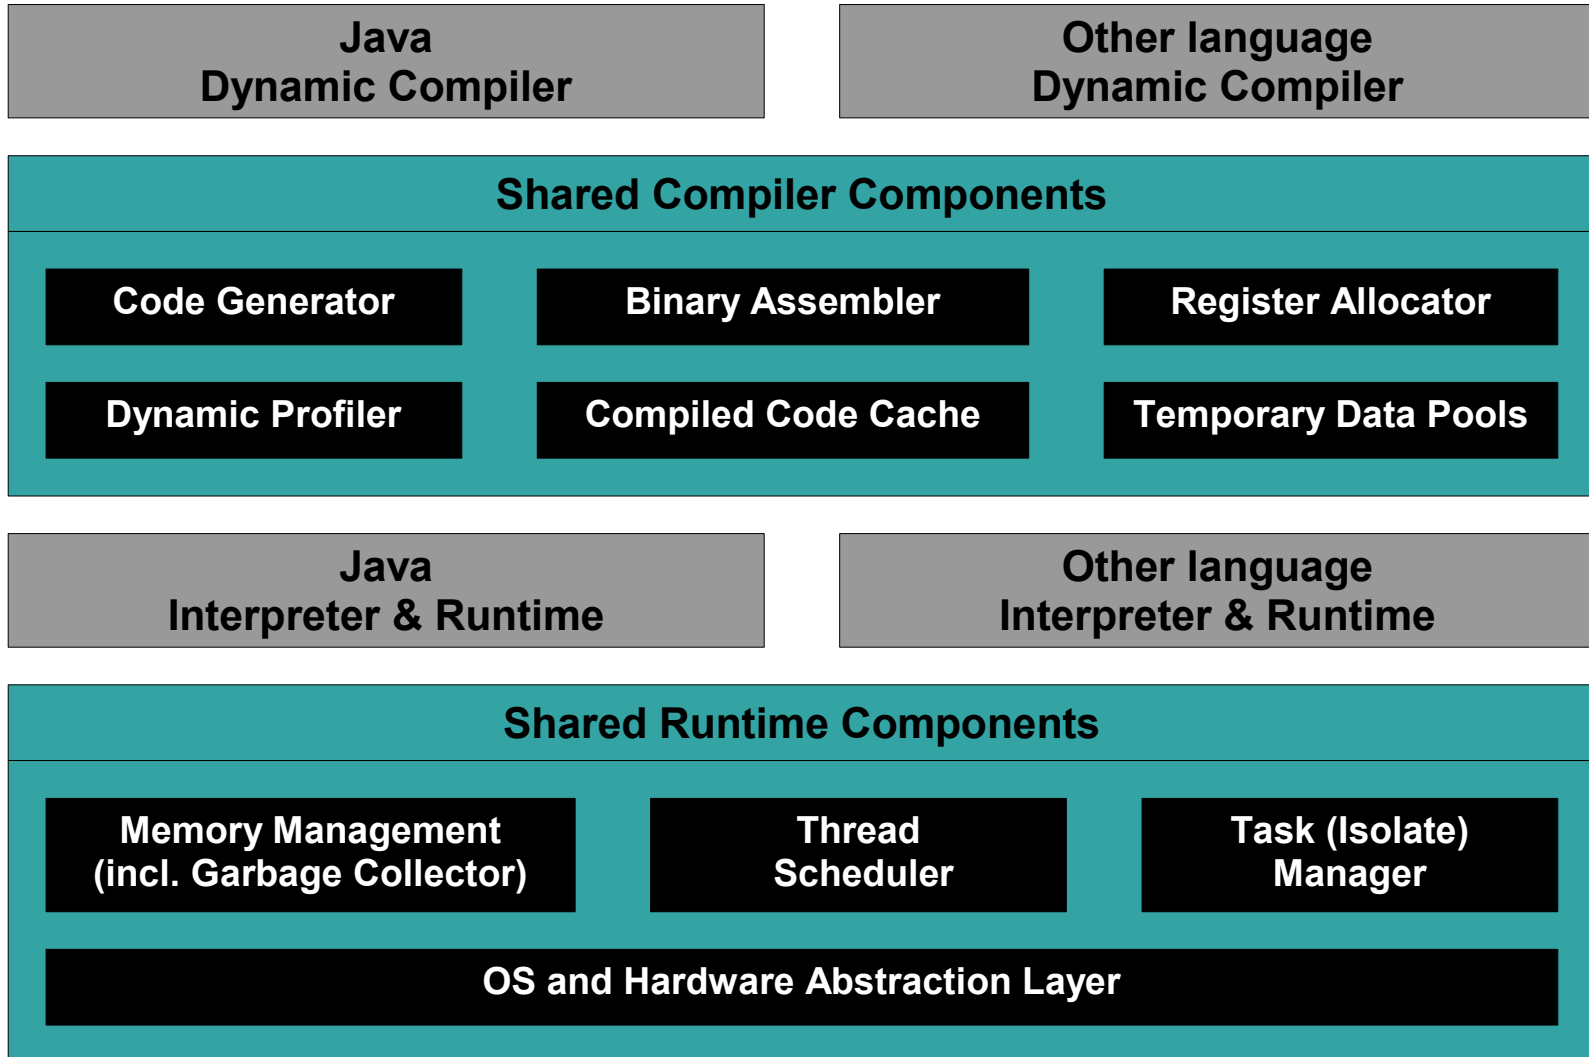 Java
Dynamic Compiler
Other language
Dynamic Compiler
Shared Compiler Components
Code Generator
Binary Assembler
Register Allocator
Dynamic Profiler
Compiled Code Cache
Temporary Data Pools
Java
Interpreter & Runtime
Other language
Interpreter & Runtime
Shared Runtime Components
Memory Management
(incl. Garbage Collector)
Thread
Scheduler
Task (Isolate)
Manager
OS and Hardware Abstraction Layer